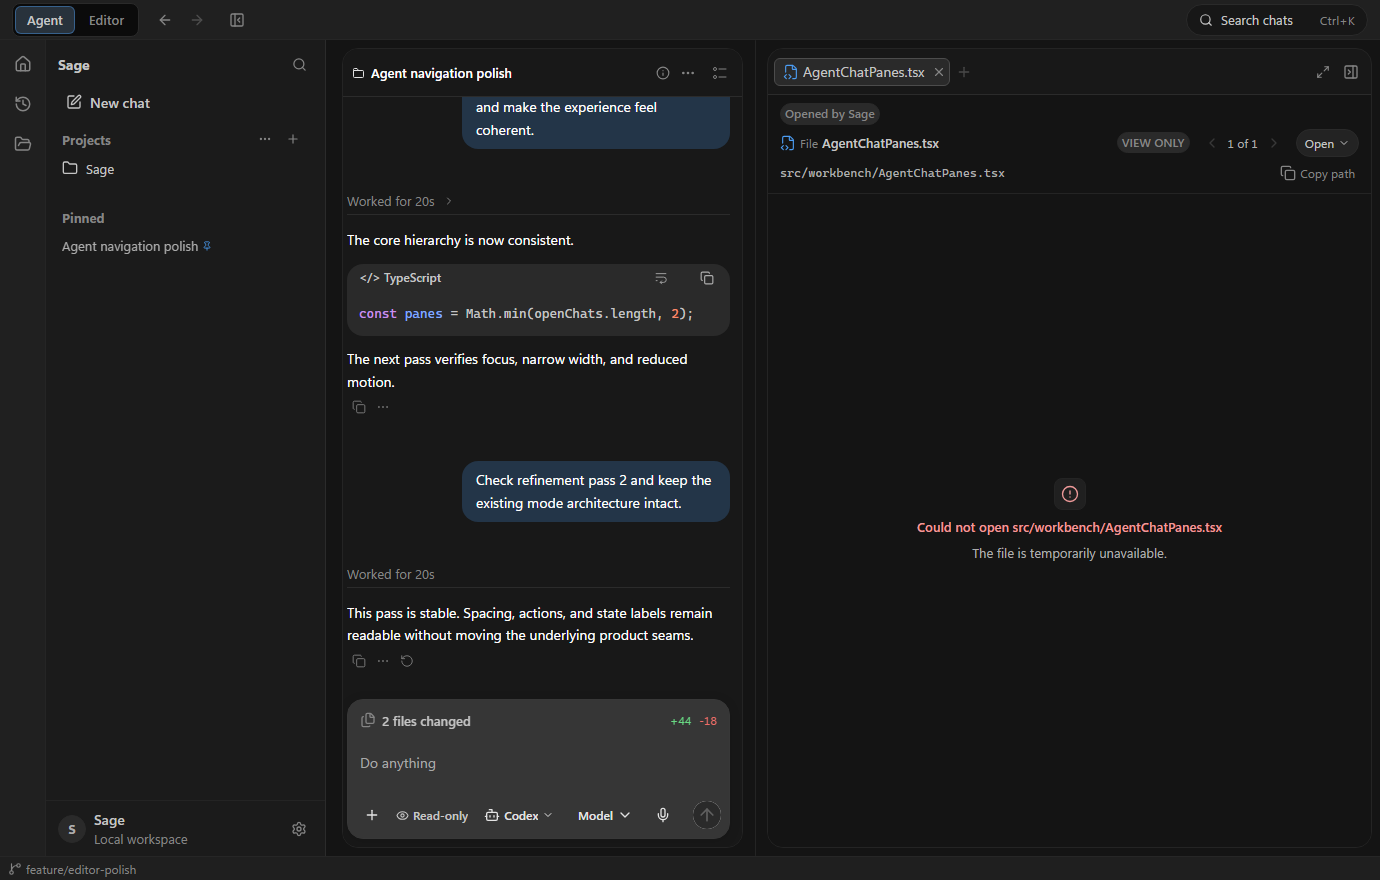 Agent
Editor
Search chats
Ctrl+K
Sage
New chat
Projects
Sage
Pinned
Agent navigation polish
S
Sage
Local workspace
Agent navigation polish
and make the experience feel
coherent.
Worked for 20s
The core hierarchy is now consistent.
</> TypeScript
const panes = Math.min(openChats.length, 2);
The next pass verifies focus, narrow width, and reduced
motion.
Check refinement pass 2 and keep the
existing mode architecture intact.
Worked for 20s
This pass is stable. Spacing, actions, and state labels remain
readable without moving the underlying product seams.
2 files changed
+44 -18
Do anything
Read-only
Codex
Model
AgentChatPanes.tsx
Opened by Sage
File AgentChatPanes.tsx
VIEW ONLY
1 of 1
Open
src/workbench/AgentChatPanes.tsx
Copy path
Could not open src/workbench/AgentChatPanes.tsx
The file is temporarily unavailable.
feature/editor-polish